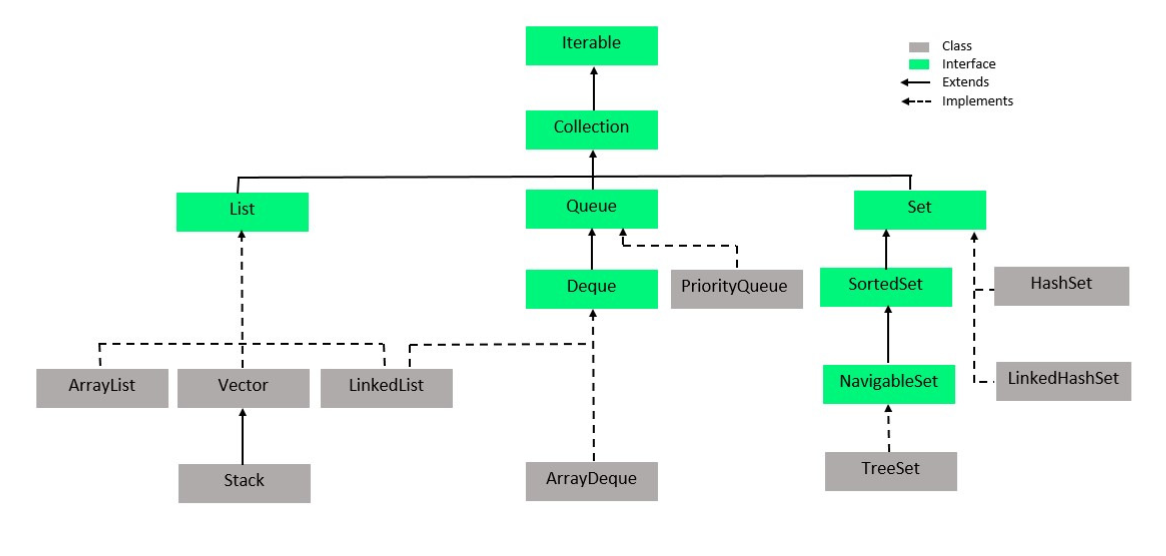 Iterable
Class
Interface
Extends
Implements
Collection
List
Queue
Set
Deque
PriorityQueue
SortedSet
HashSet
ArrayList
Vector
LinkedList
NavigableSet
LinkedHashSet
Stack
ArrayDeque
TreeSet